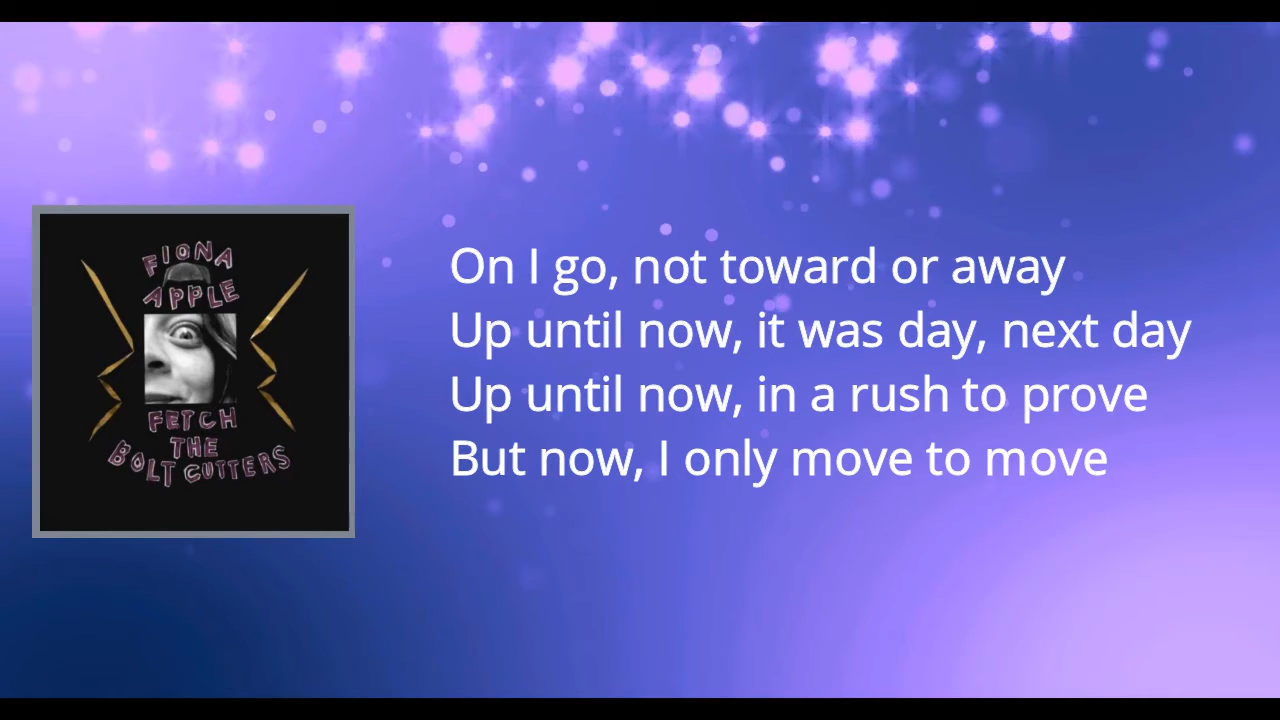 FIONA
APPLE
FETCH
THE
BOLT CUTTERS
On I go, not toward or away
Up until now, it was day, next day
Up until now, in a rush to prove
But now, I only move to move